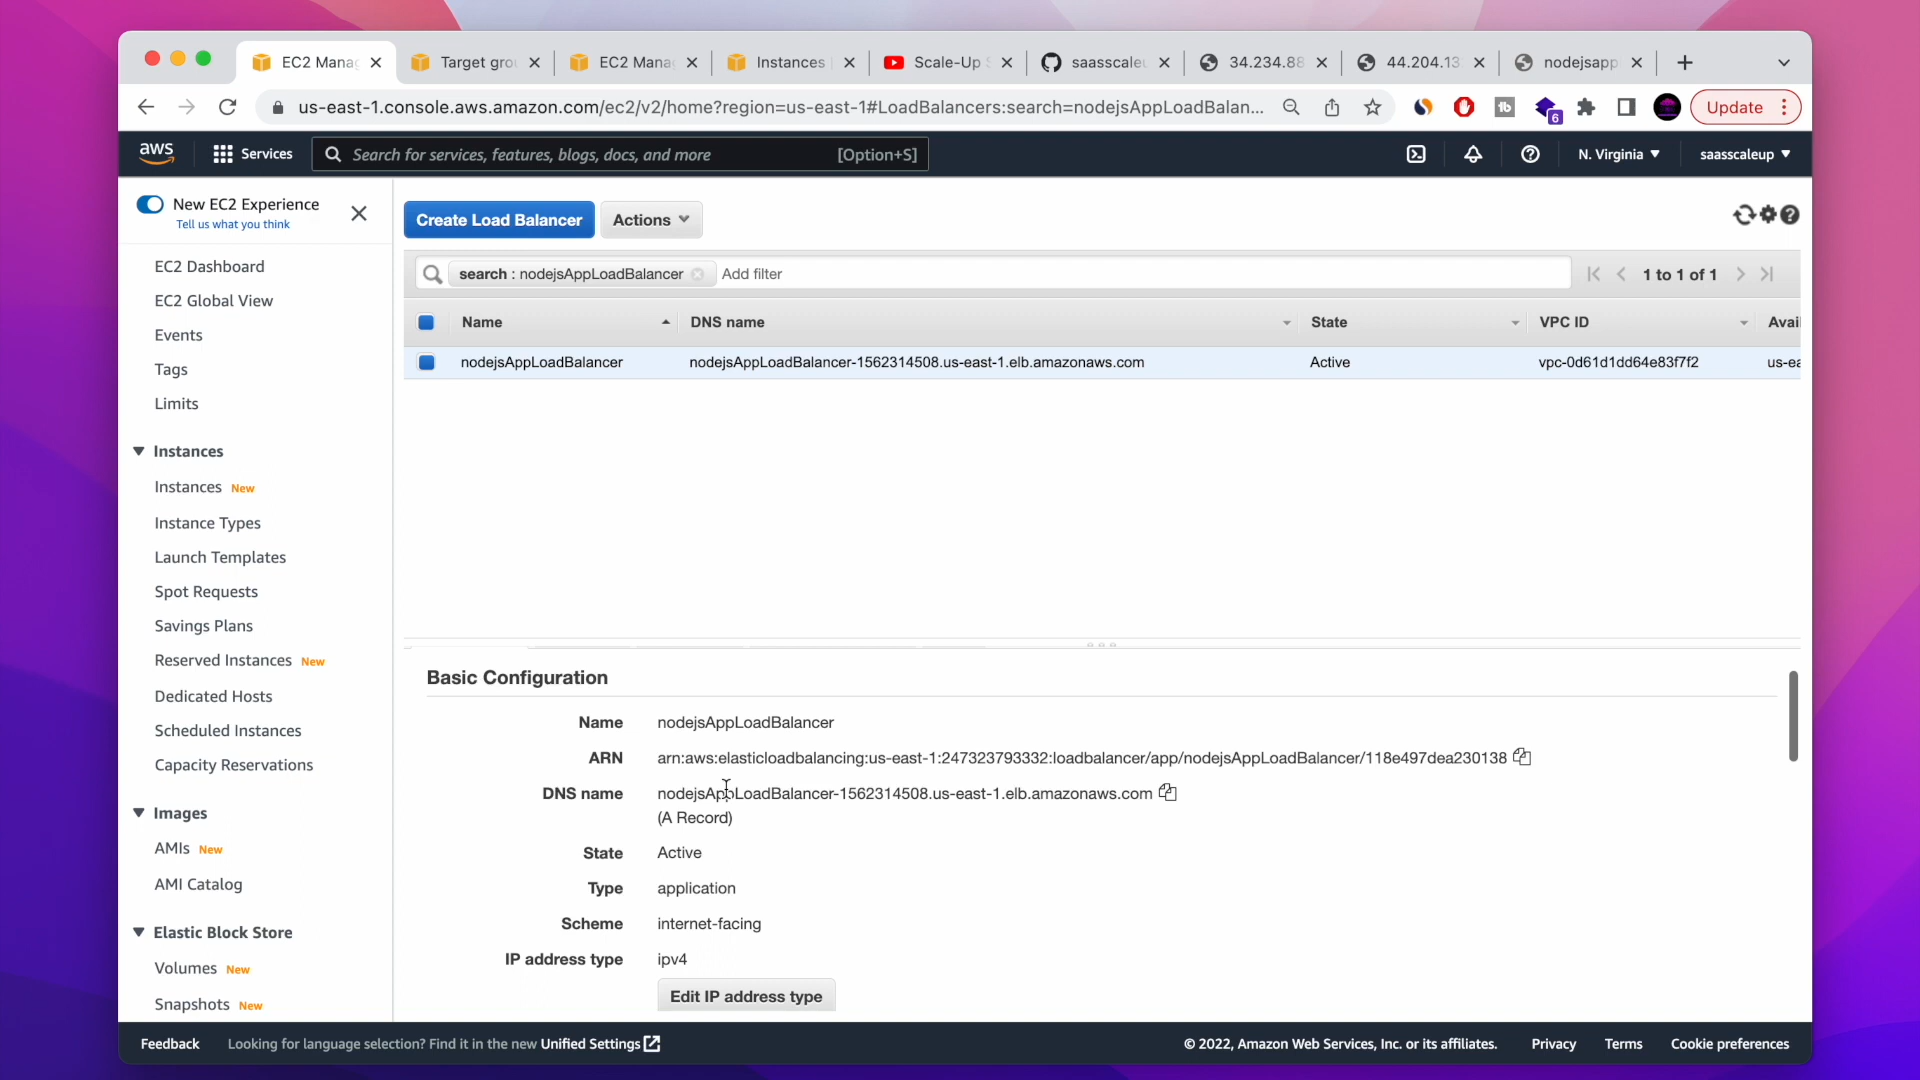 EC2 Mana
Target gro
EC2 Mana
Instances
Scale-Up S
saasscaleu
34.234.88
44.204.13
nodejsapp
us-east-1.console.aws.amazon.com/ec2/v2/home?region=us-east-1#LoadBalancers:search=nodejsAppLoadBalan...
tb
6
Update
aws
Services
Search for services, features, blogs, docs, and more
[Option+S]
N. Virginia
saasscaleup
New EC2 Experience
Tell us what you think
EC2 Dashboard
EC2 Global View
Events
Tags
Limits
Instances
Instances New
Instance Types
Launch Templates
Spot Requests
Savings Plans
Reserved Instances New
Dedicated Hosts
Scheduled Instances
Capacity Reservations
Images
AMIs New
AMI Catalog
Elastic Block Store
Volumes New
Snapshots New
Create Load Balancer
Actions
search : nodejsAppLoadBalancer
Add filter
1 to 1 of 1
Name
DNS name
State
VPC ID
Avai
nodejsAppLoadBalancer
nodejsAppLoadBalancer-1562314508.us-east-1.elb.amazonaws.com
Active
vpc-0d61d1dd64e83f7f2
us-ea
Basic Configuration
Name nodejsAppLoadBalancer
ARN arn:aws:elasticloadbalancing:us-east-1:247323793332:loadbalancer/app/nodejsAppLoadBalancer/118e497dea230138
DNS name nodejsAppLoadBalancer-1562314508.us-east-1.elb.amazonaws.com
(A Record)
State Active
Type application
Scheme internet-facing
IP address type ipv4
Edit IP address type
Feedback
Looking for language selection? Find it in the new Unified Settings
© 2022, Amazon Web Services, Inc. or its affiliates.
Privacy
Terms
Cookie preferences